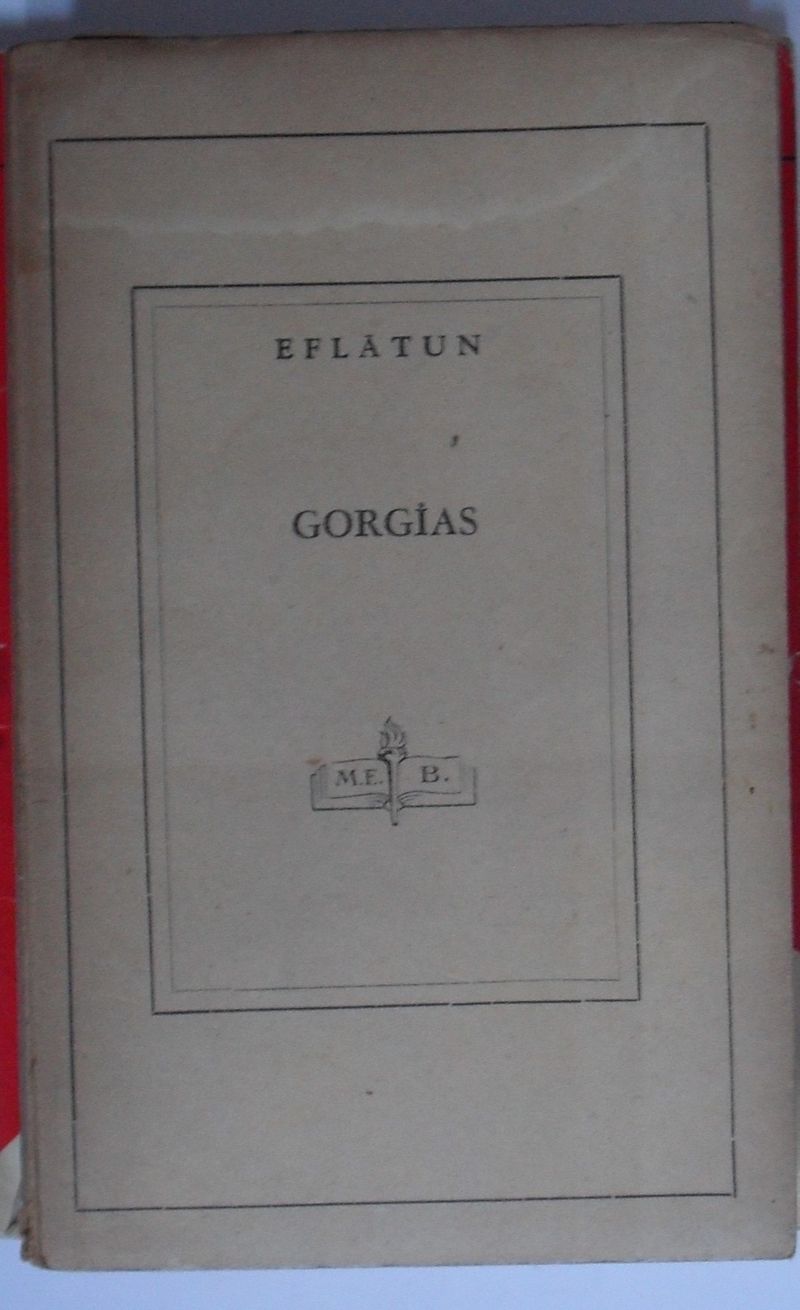 EFLÂTUN
GORGİAS
M.E. B.